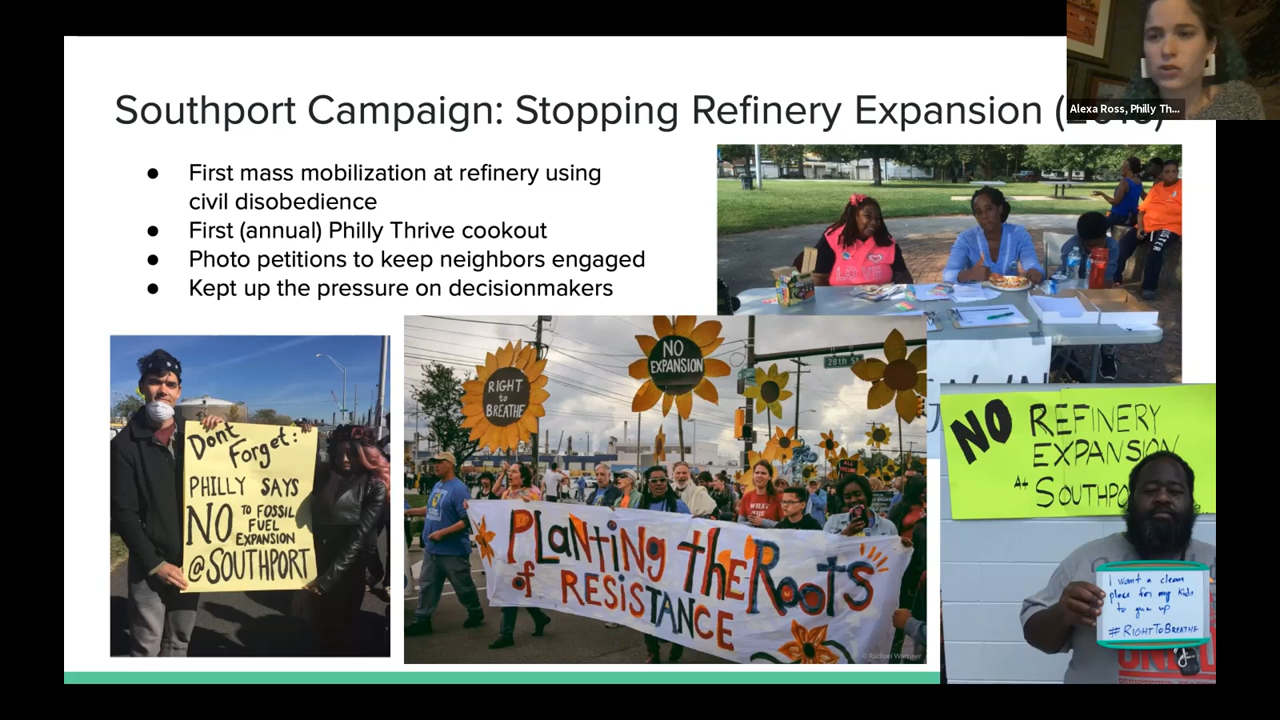 Alexa Ross, Philly Th...
Southport Campaign: Stopping Refinery Expansion
● First mass mobilization at refinery using
civil disobedience
● First (annual) Philly Thrive cookout
● Photo petitions to keep neighbors engaged
● Kept up the pressure on decisionmakers
28th St
NO
EXPANSION
RIGHT
to
BREATHE
PLANTING THE ROOTS
of RESISTANCE
Dont
Forget:
PHILLY SAYS
NO TO FOSSIL
FUEL
EXPANSION
@SOUTHPORT
NO REFINERY
EXPANSION
At
SOUTHPO
I want a clean
place for my kids
to grow up
#RIGHTTOBREATHE